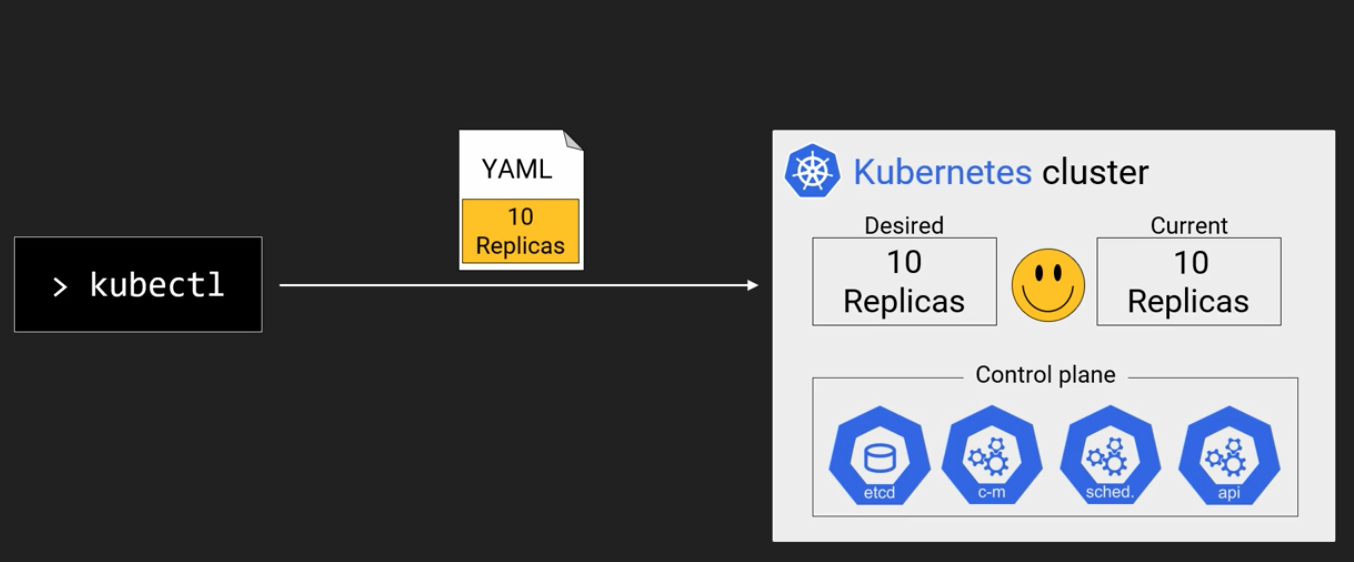 > kubectl
YAML
10
Replicas
Kubernetes cluster
Desired
10
Replicas
Current
10
Replicas
Control plane
etcd
c-m
sched.
api